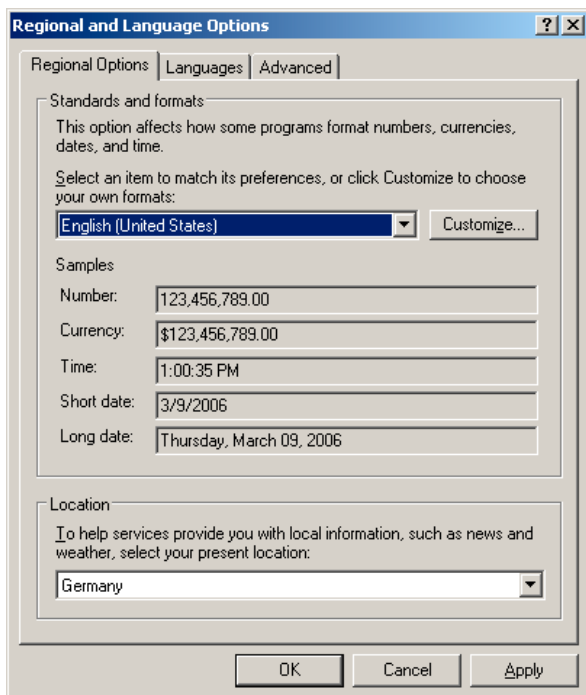 Regional and Language Options
Regional Options Languages Advanced
Standards and formats
This option affects how some programs format numbers, currencies,
dates, and time.
Select an item to match its preferences, or click Customize to choose
your own formats:
English (United States) Customize...
Samples
Number: 123,456,789.00
Currency: $123,456,789.00
Time: 1:00:35 PM
Short date: 3/9/2006
Long date: Thursday, March 09, 2006
Location
To help services provide you with local information, such as news and
weather, select your present location:
Germany
OK Cancel Apply